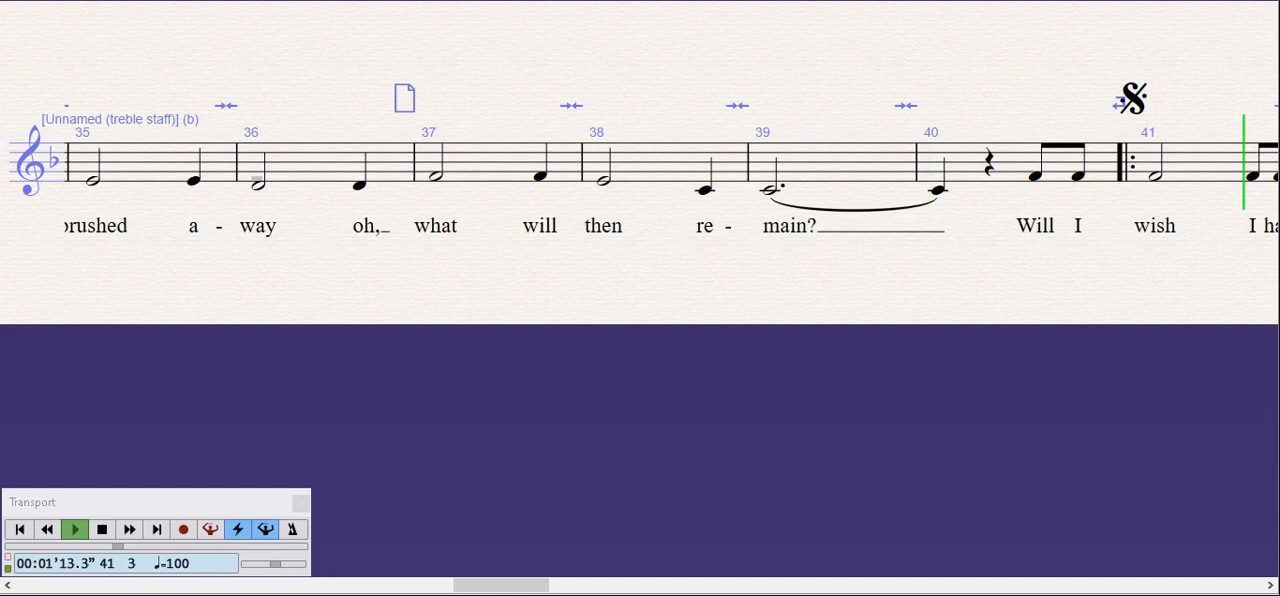 [Unnamed (treble staff)] (b)
35 36 37 38 39 40 41
brushed a - way oh,_ what will then re - main?_ Will I wish I ha
Transport
00:01’13.3” 41 3 ♩=100